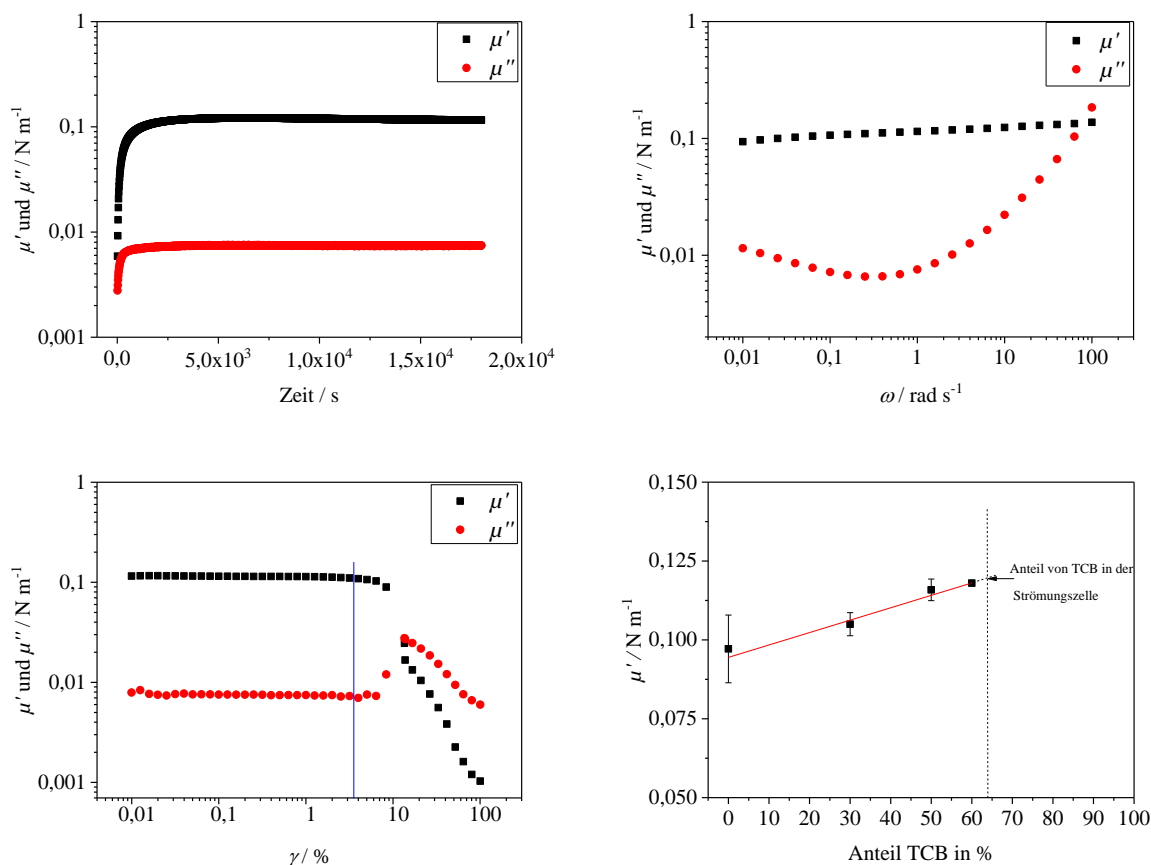 1
0,1
0,01
0,001
μ' und μ'' / N m⁻¹
μ'
μ''
0,0
5,0x10³
1,0x10⁴
1,5x10⁴
2,0x10⁴
Zeit / s
1
0,1
0,01
μ' und μ'' / N m⁻¹
μ'
μ''
0,01
0,1
1
10
100
ω / rad s⁻¹
1
0,1
0,01
0,001
μ' und μ'' / N m⁻¹
μ'
μ''
0,01
0,1
1
10
100
γ / %
0,150
0,125
0,100
0,075
0,050
μ' / N m⁻¹
Anteil von TCB in der
Strömungszelle
0
10
20
30
40
50
60
70
80
90
100
Anteil TCB in %